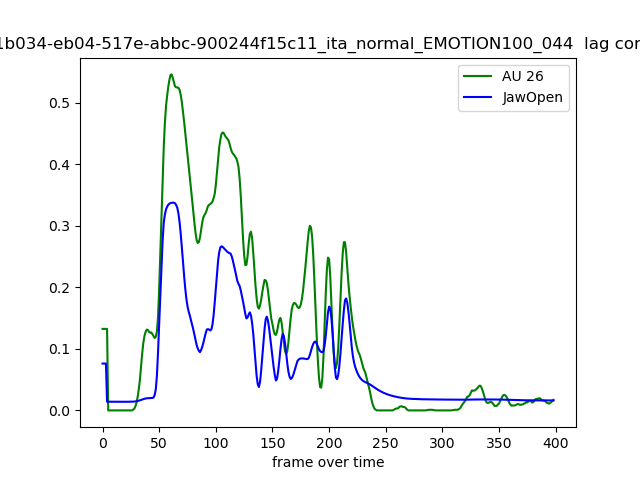 1b034-eb04-517e-abbc-900244f15c11_ita_normal_EMOTION100_044 lag cor
AU 26
JawOpen
0.5
0.4
0.3
0.2
0.1
0.0
0 50 100 150 200 250 300 350 400
frame over time